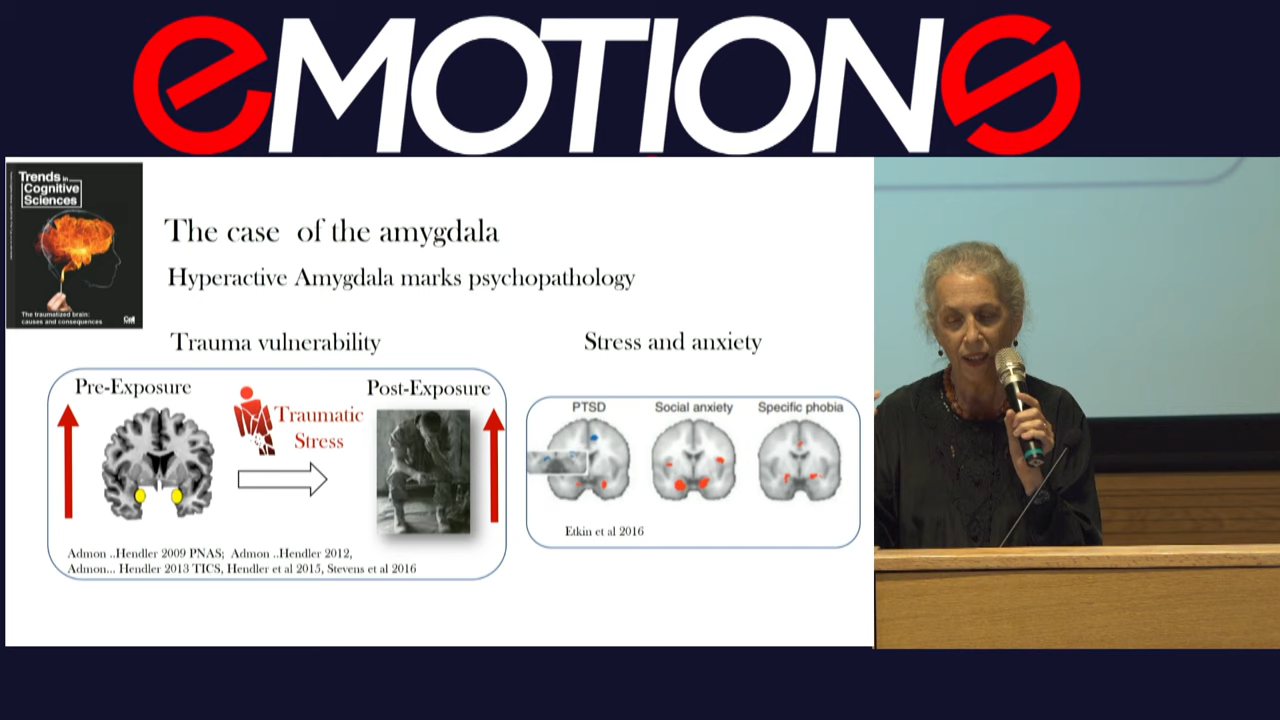 eMOTIONS
Trends in
Cognitive
Sciences
The traumatized brain:
causes and consequences
Cell
The case of the amygdala
Hyperactive Amygdala marks psychopathology
Trauma vulnerability
Pre-Exposure
Traumatic
Stress
Post-Exposure
Admon ..Hendler 2009 PNAS; Admon ..Hendler 2012,
Admon... Hendler 2013 TICS, Hendler et al 2015, Stevens et al 2016
Stress and anxiety
PTSD
Social anxiety
Specific phobia
Etkin et al 2016